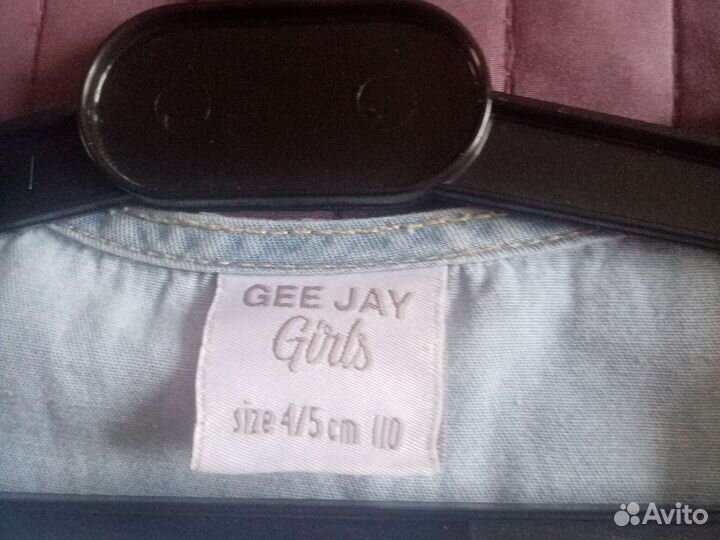 GEE JAY
Girls
size 4/5 cm 110
Avito